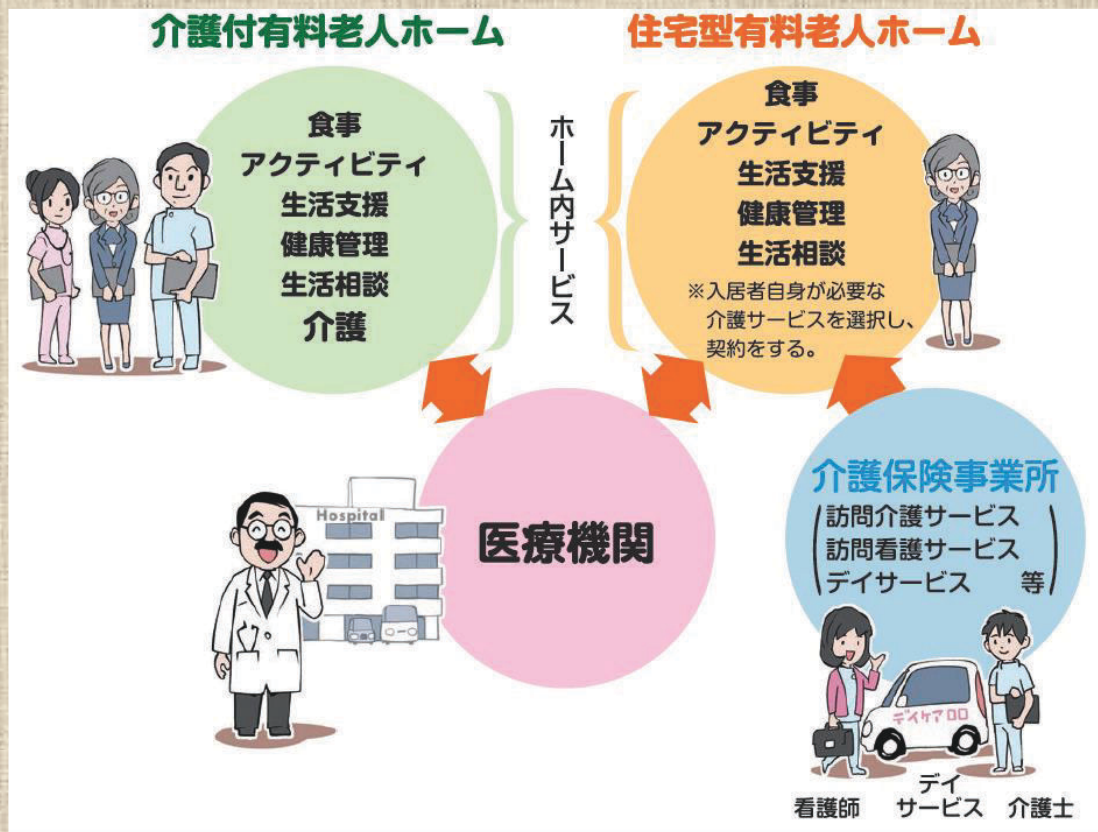 介護付有料老人ホーム
食事
アクティビティ
生活支援
健康管理
生活相談
介護
ホーム内サービス
住宅型有料老人ホーム
食事
アクティビティ
生活支援
健康管理
生活相談
※入居者自身が必要な
介護サービスを選択し、
契約をする。
Hospital
医療機関
介護保険事業所
(訪問介護サービス
訪問看護サービス
デイサービス 等)
デイケア口口
看護師
デイ
サービス
介護士